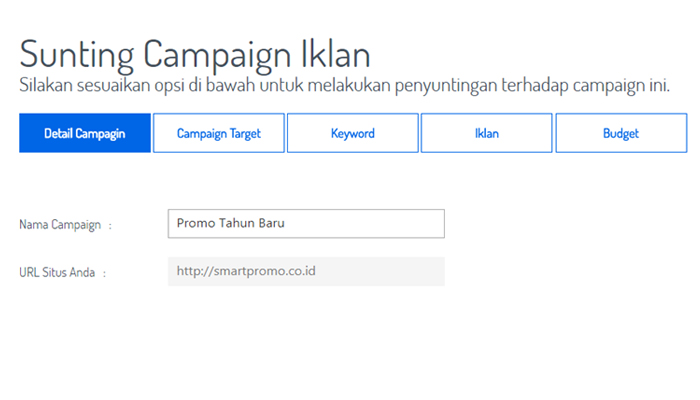 Sunting Campaign Iklan
Silakan sesuaikan opsi di bawah untuk melakukan penyuntingan terhadap campaign ini.
Detail Campagin Campaign Target Keyword Iklan Budget
Nama Campaign : Promo Tahun Baru
URL Situs Anda : http://smartpromo.co.id